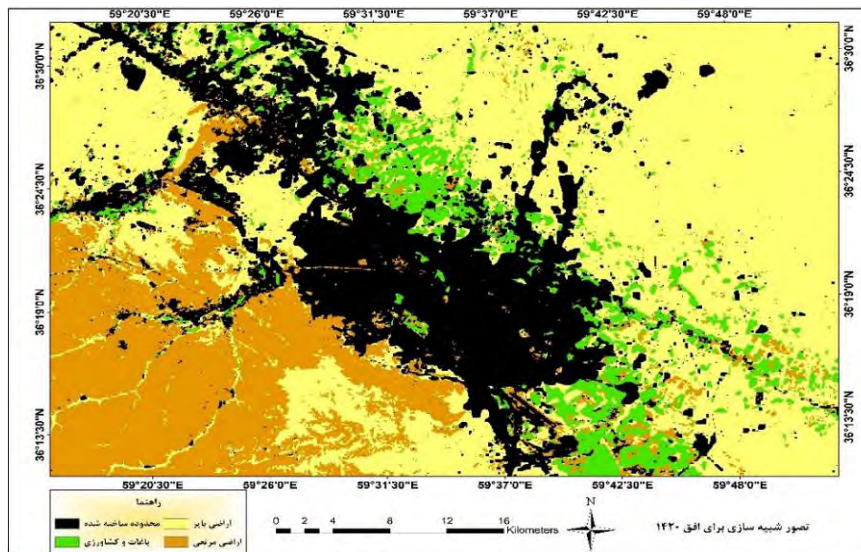 59°20'30"E 59°26'0"E 59°31'30"E 59°37'0"E 59°42'30"E 59°48'0"E
36°30'0"N 36°30'0"N
36°24'30"N 36°24'30"N
36°19'0"N 36°19'0"N
36°13'30"N 36°13'30"N
59°20'30"E 59°26'0"E 59°31'30"E 59°37'0"E 59°42'30"E 59°48'0"E
راهنما
محدوده ساخته شده
اراضی بایر
باغات و کشاورزی
اراضی مرتعی
0 2 4 8 12 16
Kilometers
N
تصور شبیه سازی برای افق ۱۴۲۰